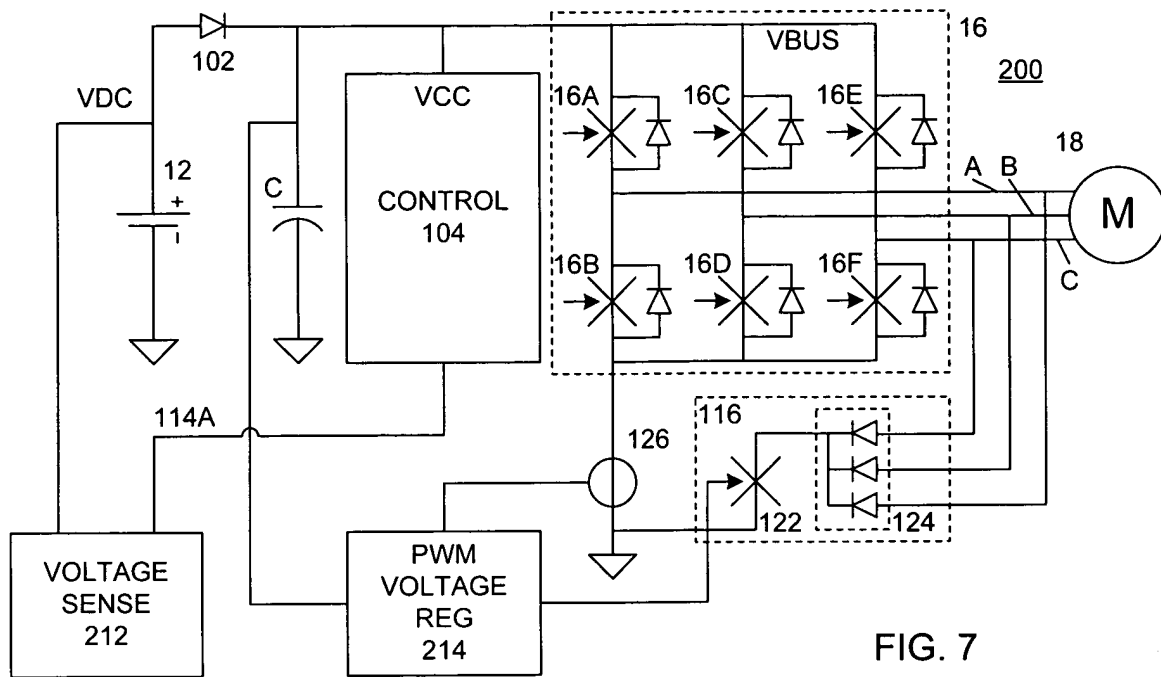 102
VBUS
16
200
VDC
VCC
16A
16C
16E
18
12
+
−
C
CONTROL
104
A
B
M
16B
16D
16F
C
114A
116
126
122
124
VOLTAGE
SENSE
212
PWM
VOLTAGE
REG
214
FIG. 7